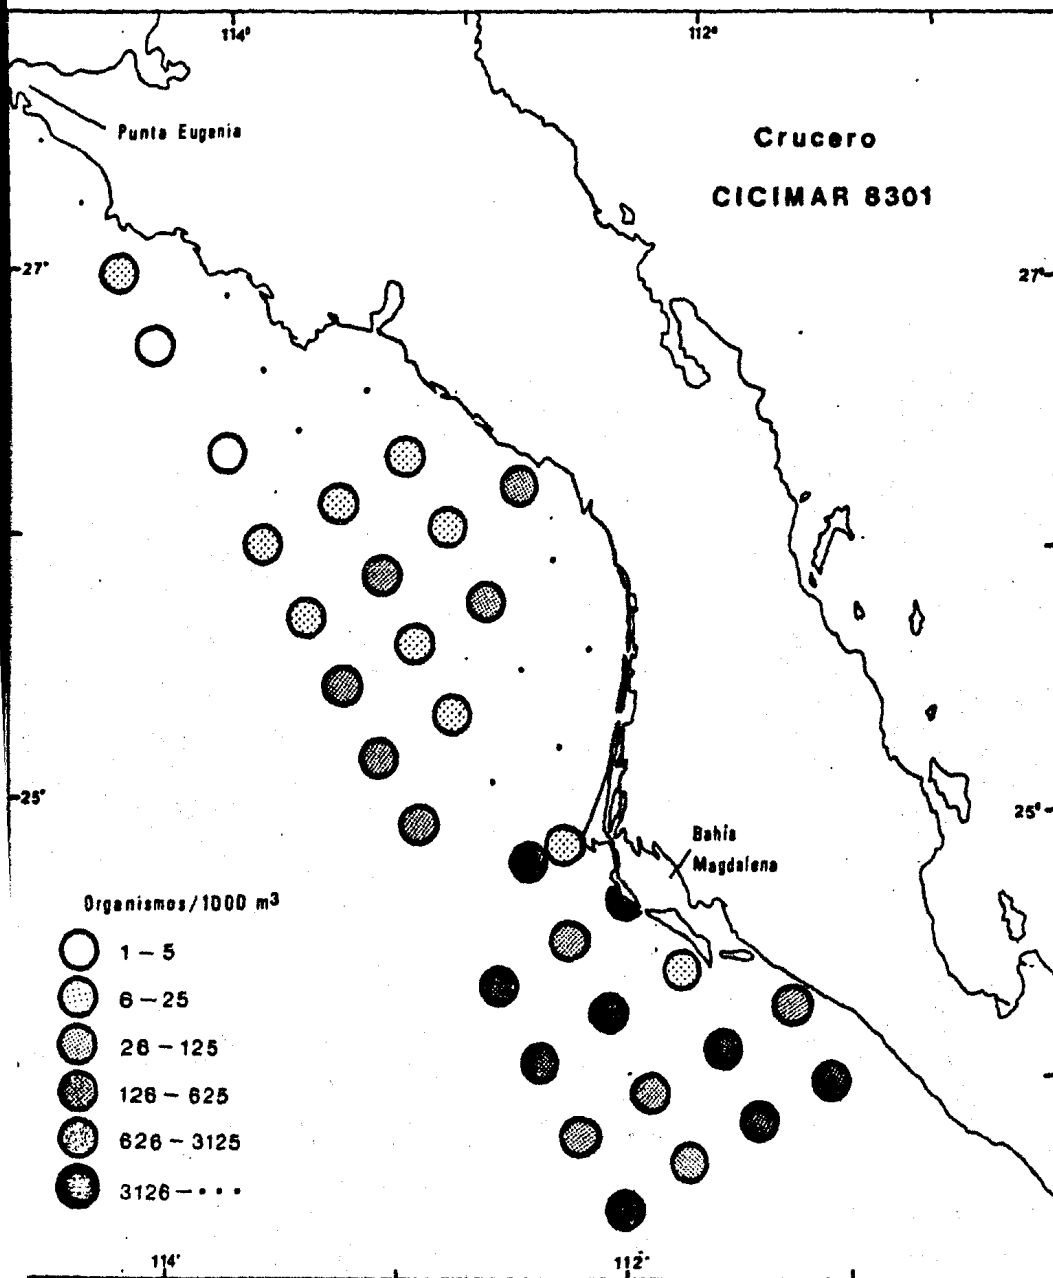 114°
112°
Punta Eugenia
Crucero
CICIMAR 8301
27°
27°
25°
25°
Bahía
Magdalena
Organismos/1000 m³
1 – 5
6 – 25
26 – 125
126 – 625
626 – 3125
3126 – • • •
114°
112°